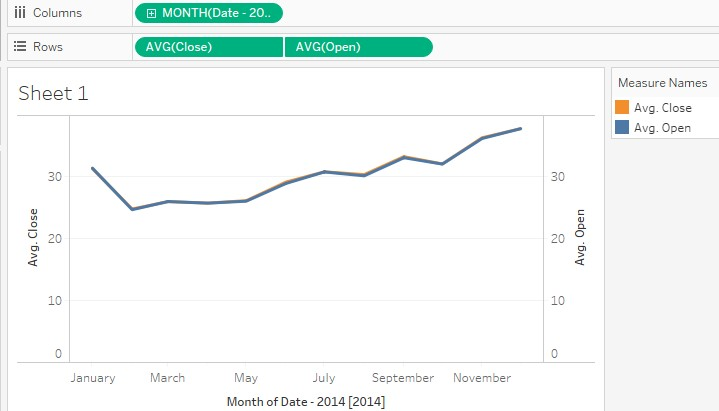 Columns
MONTH(Date - 20..
Rows
AVG(Close)
AVG(Open)
Sheet 1
Measure Names
Avg. Close
Avg. Open
Avg. Close
30
20
10
0
Avg. Open
30
20
10
0
January
March
May
July
September
November
Month of Date - 2014 [2014]